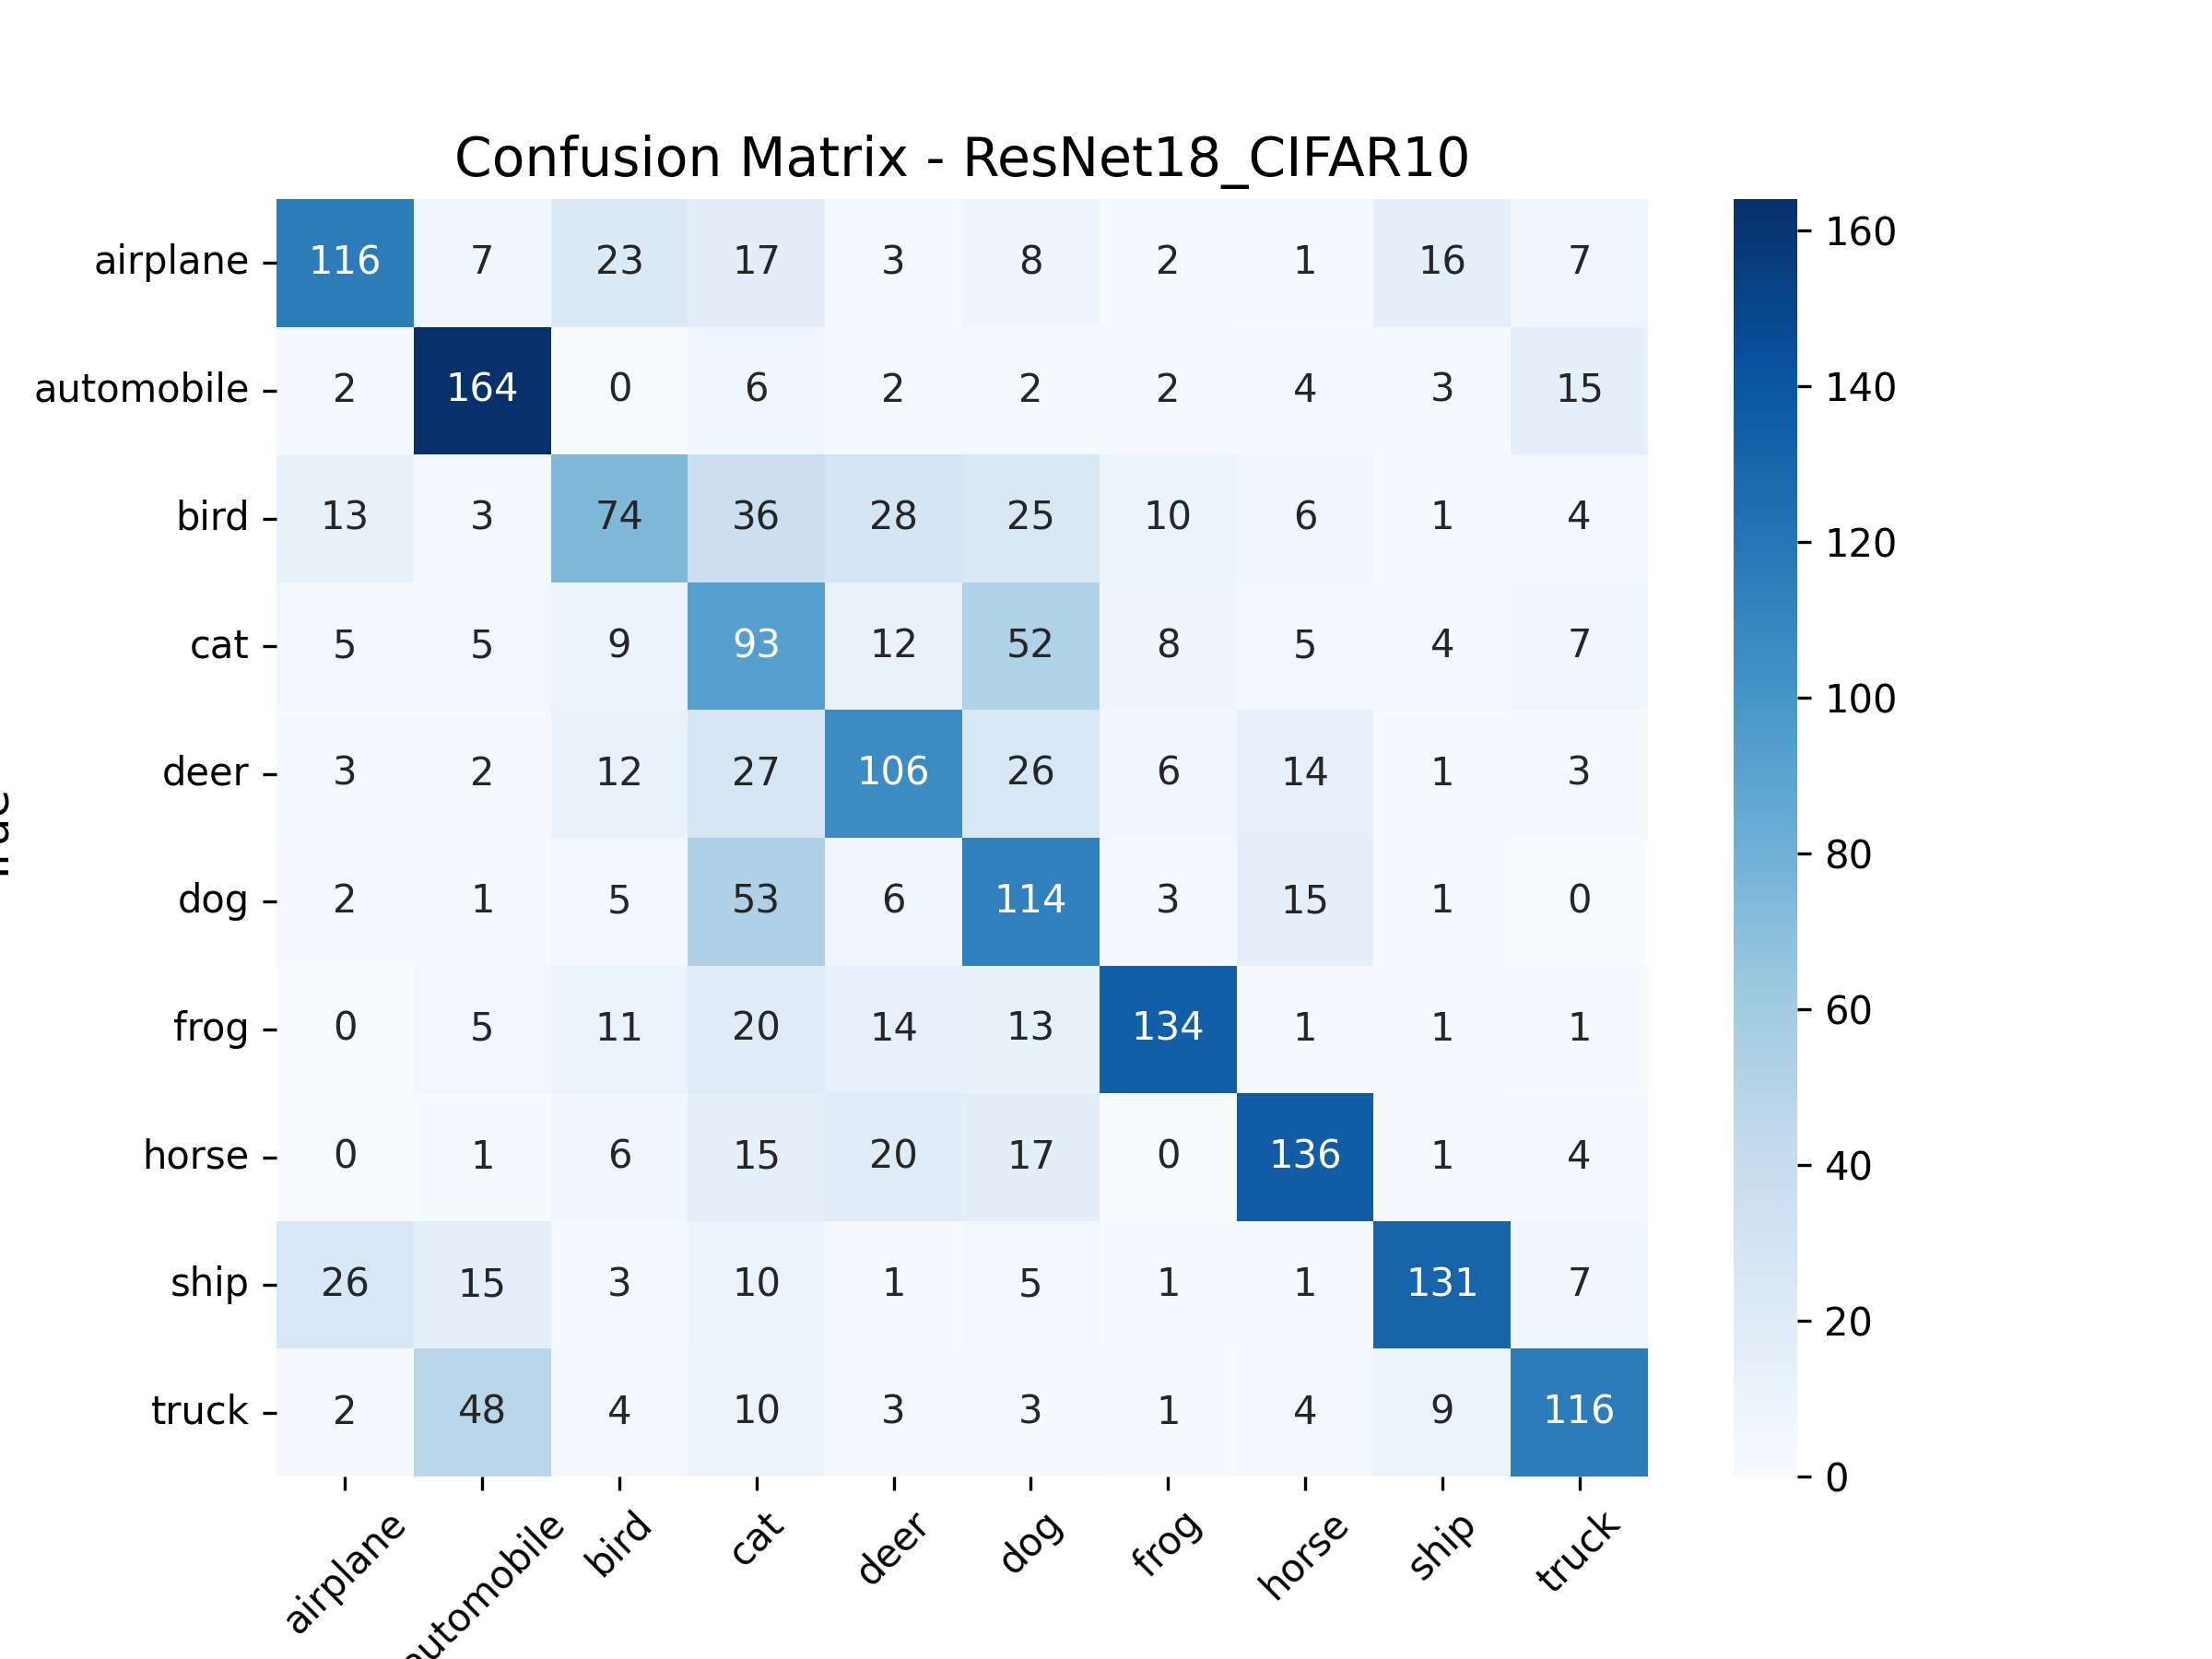 Confusion Matrix - ResNet18_CIFAR10
airplane 116 7 23 17 3 8 2 1 16 7
automobile 2 164 0 6 2 2 2 4 3 15
bird 13 3 74 36 28 25 10 6 1 4
cat 5 5 9 93 12 52 8 5 4 7
deer 3 2 12 27 106 26 6 14 1 3
dog 2 1 5 53 6 114 3 15 1 0
frog 0 5 11 20 14 13 134 1 1 1
horse 0 1 6 15 20 17 0 136 1 4
ship 26 15 3 10 1 5 1 1 131 7
truck 2 48 4 10 3 3 1 4 9 116
airplane automobile bird cat deer dog frog horse ship truck
160
140
120
100
80
60
40
20
0